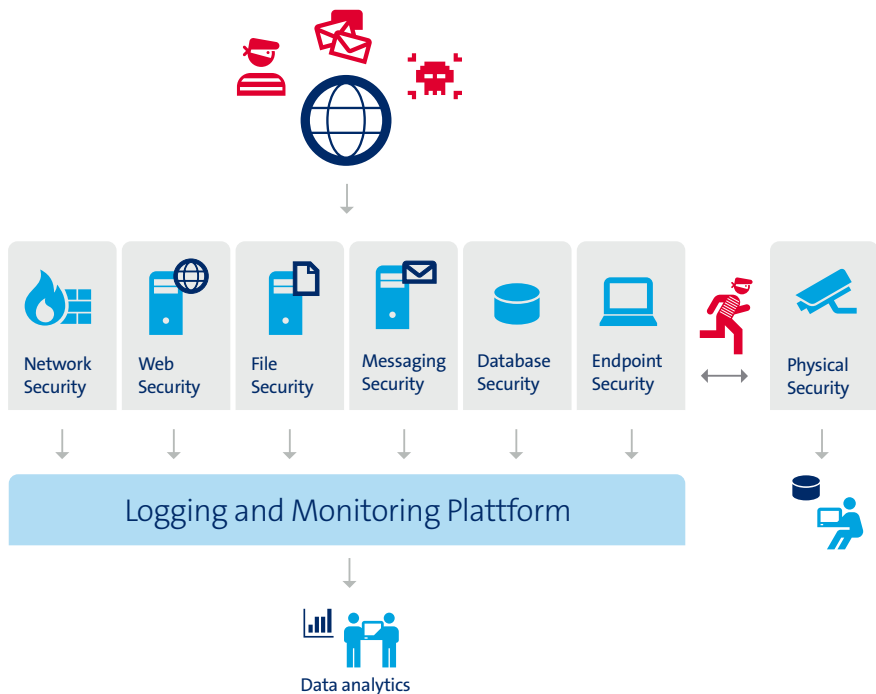 Network
Security
Web
Security
File
Security
Messaging
Security
Database
Security
Endpoint
Security
Physical
Security
Logging and Monitoring Plattform
Data analytics